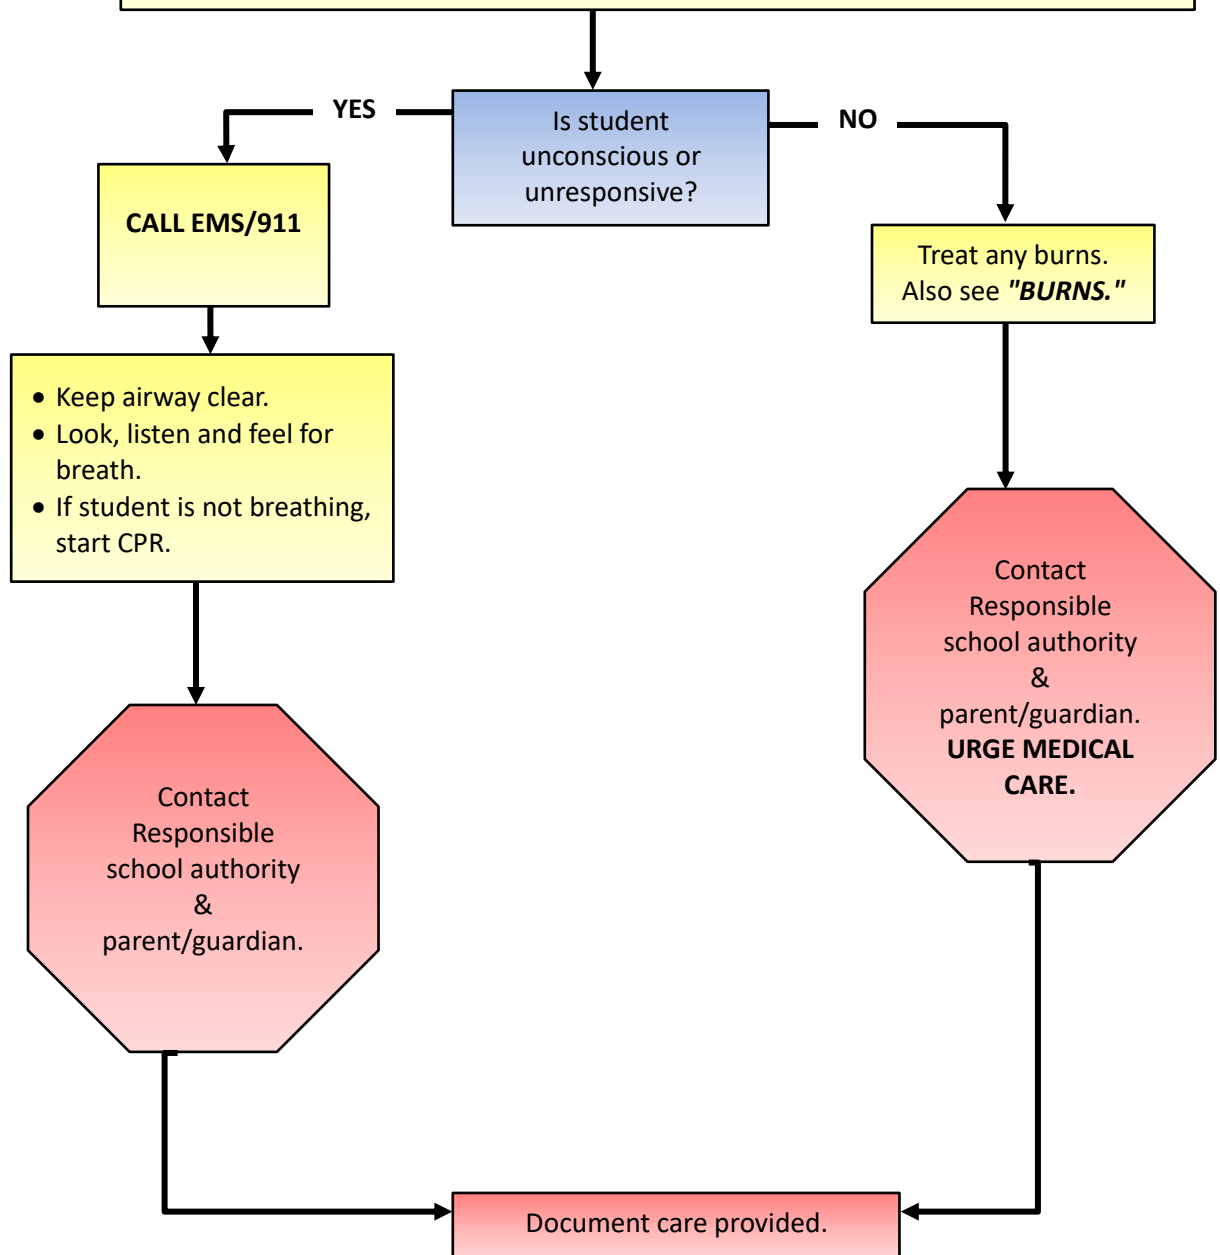 YES
Is student
unconscious or
unresponsive?
NO
CALL EMS/911
Treat any burns.
Also see "BURNS."
• Keep airway clear.
• Look, listen and feel for
breath.
• If student is not breathing,
start CPR.
Contact
Responsible
school authority
&
parent/guardian.
URGE MEDICAL
CARE.
Contact
Responsible
school authority
&
parent/guardian.
Document care provided.